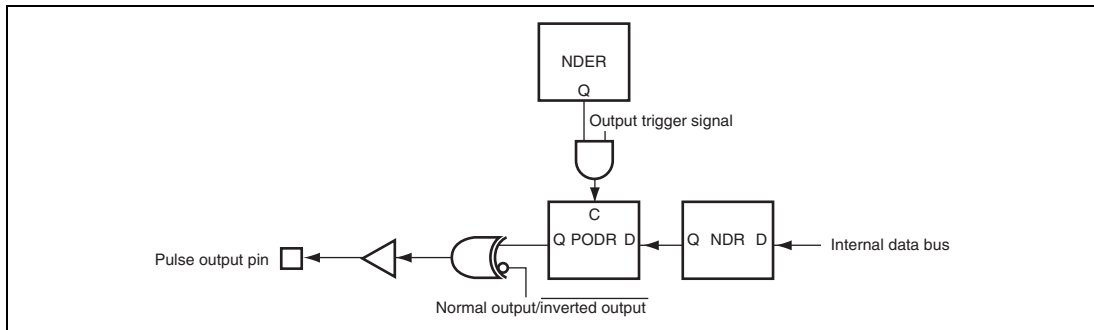 NDER
Q
Output trigger signal
C
Q PODR D
Q NDR D
Internal data bus
Pulse output pin
Normal output/inverted output